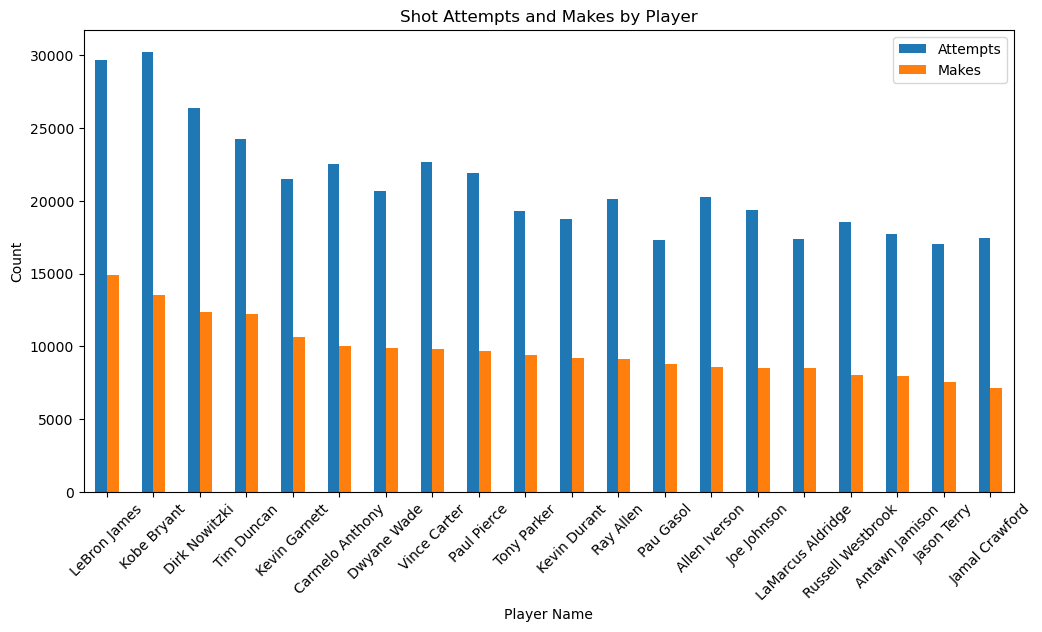 Shot Attempts and Makes by Player
Attempts
Makes
30000
25000
20000
15000
10000
5000
0
Count
LeBron James
Kobe Bryant
Dirk Nowitzki
Tim Duncan
Kevin Garnett
Carmelo Anthony
Dwyane Wade
Vince Carter
Paul Pierce
Tony Parker
Kevin Durant
Ray Allen
Pau Gasol
Allen Iverson
Joe Johnson
LaMarcus Aldridge
Russell Westbrook
Antawn Jamison
Jason Terry
Jamal Crawford
Player Name